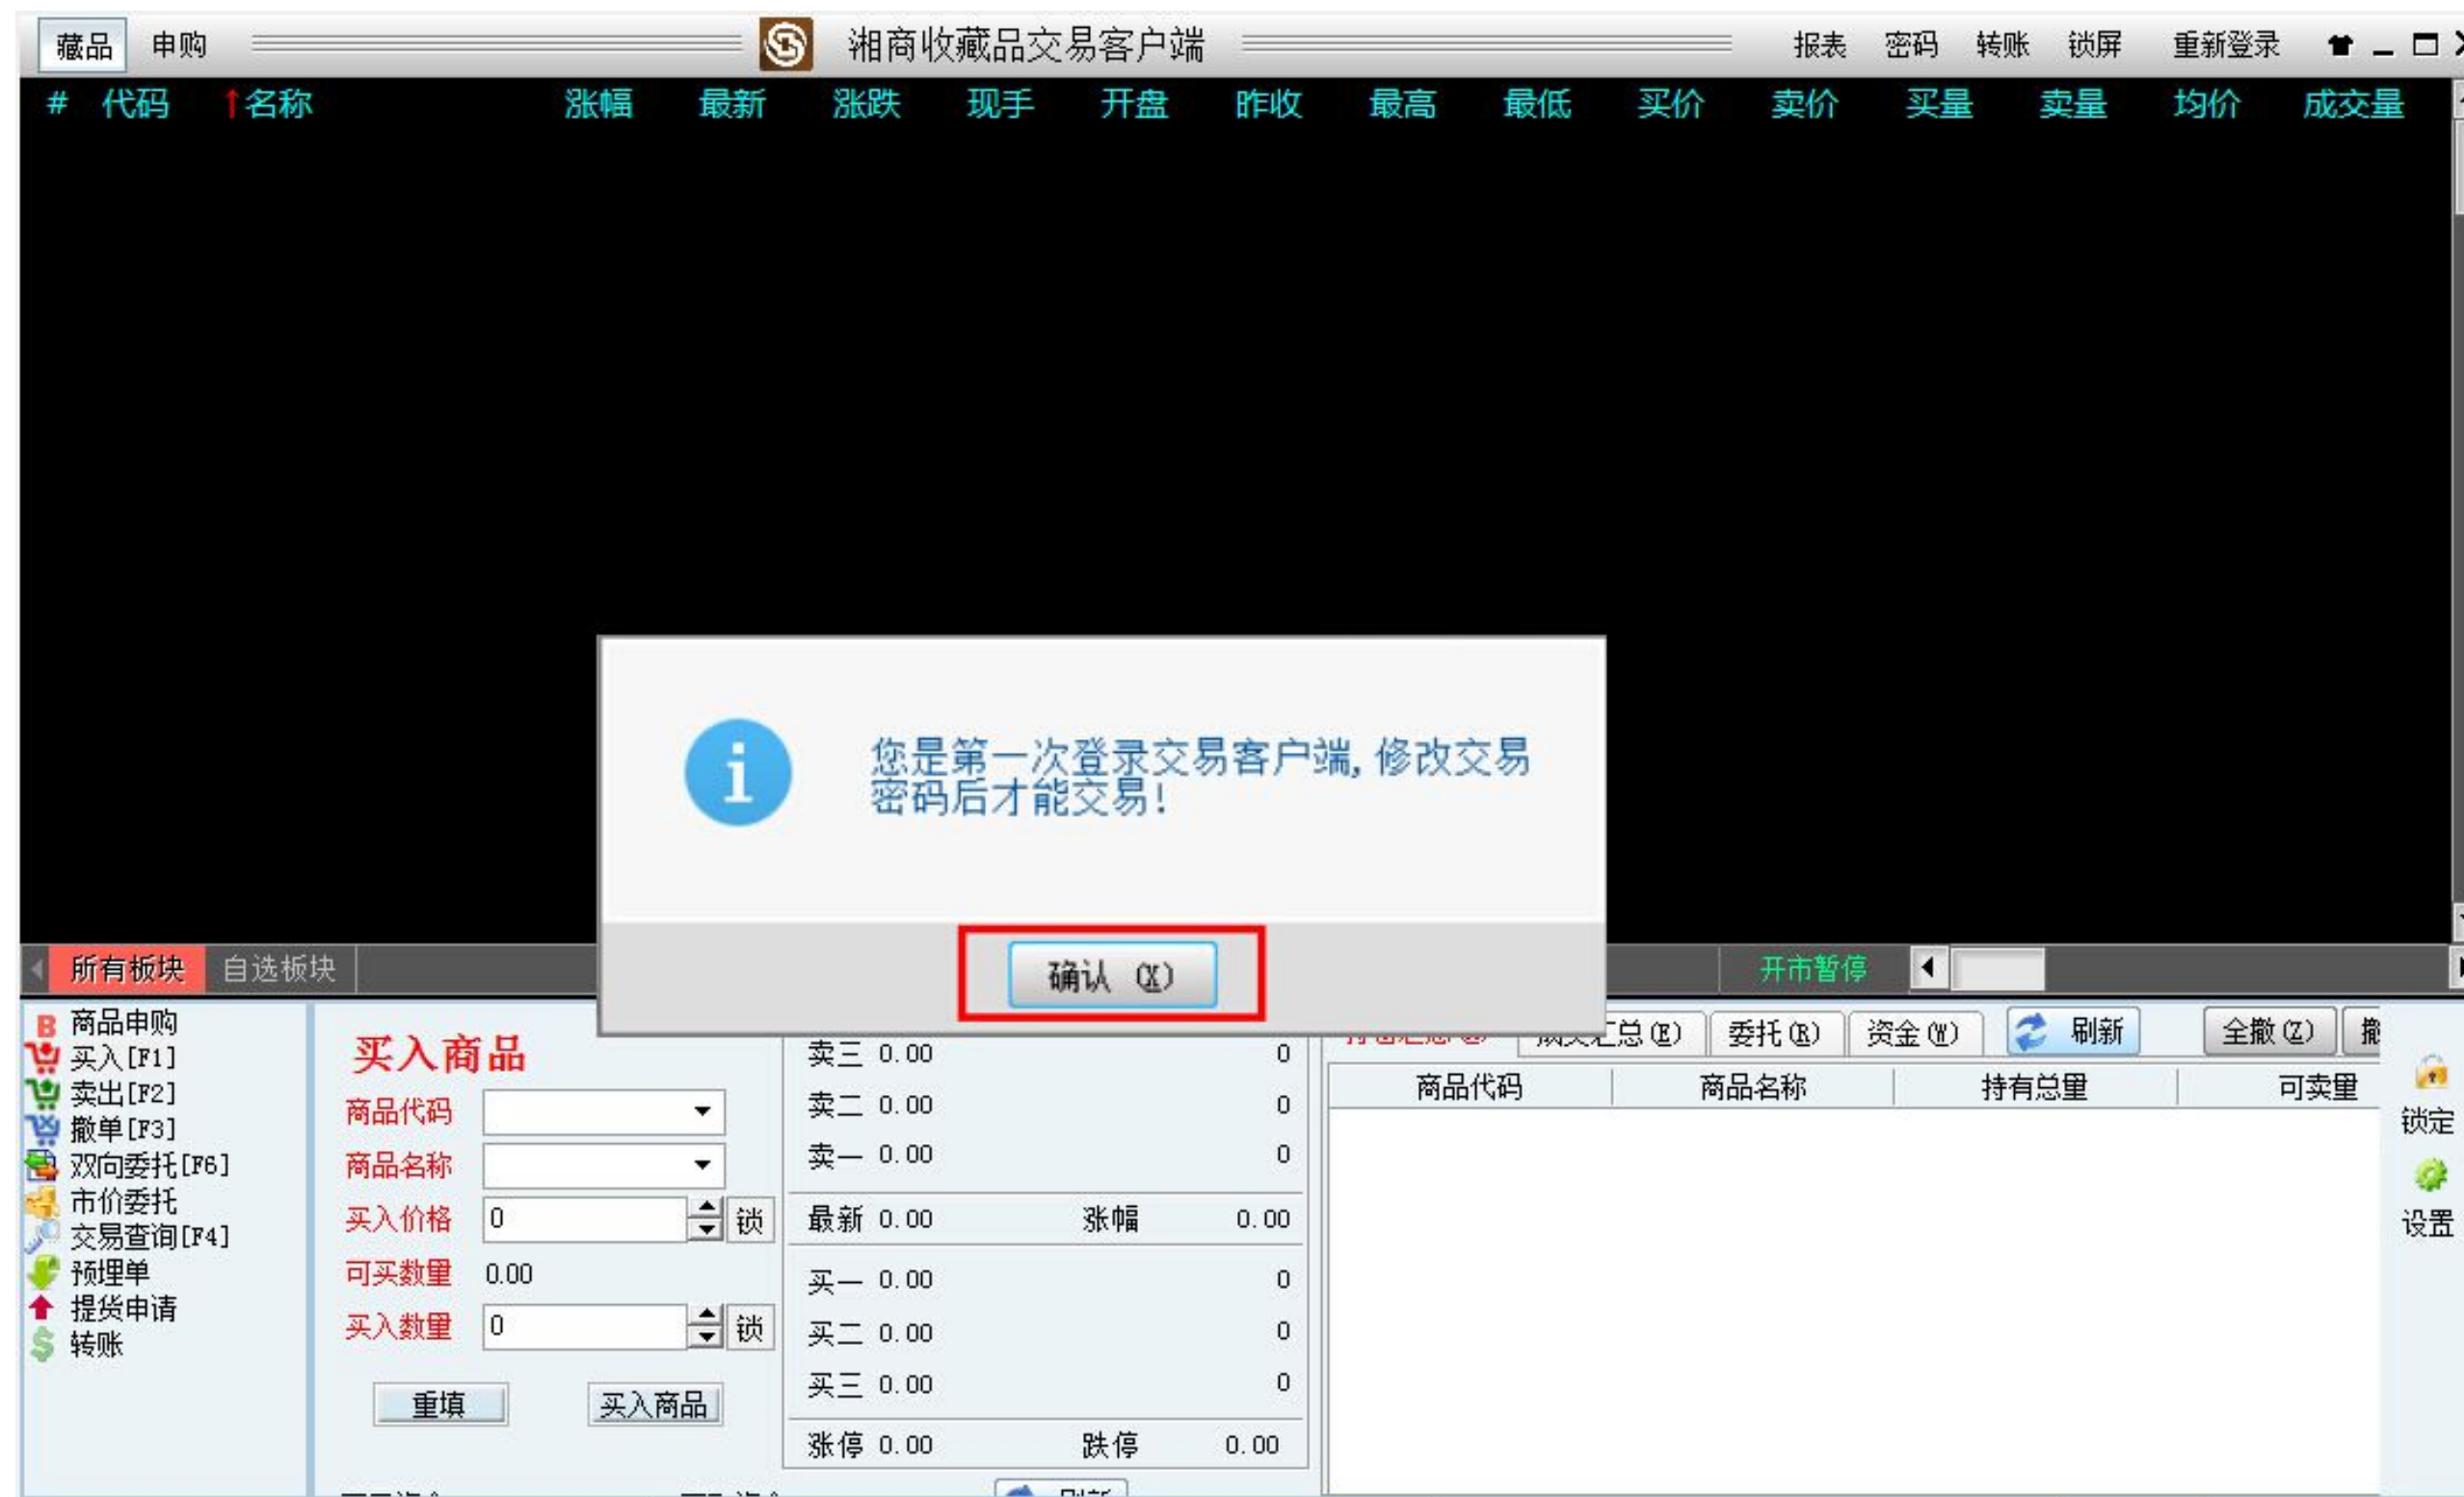 藏品 申购 湘商收藏品交易客户端 报表 密码 转账 锁屏 重新登录
# 代码 ↑名称 涨幅 最新 涨跌 现手 开盘 昨收 最高 最低 买价 卖价 买量 卖量 均价 成交量
您是第一次登录交易客户端,修改交易
密码后才能交易!
确认 (X)
所有板块 自选板块 开市暂停
商品申购
买入[F1]
卖出[F2]
撤单[F3]
双向委托[F6]
市价委托
交易查询[F4]
预埋单
提货申请
转账
买入商品
商品代码
商品名称
买入价格 0 锁
可买数量 0.00
买入数量 0 锁
重填 买入商品
卖三 0.00 0
卖二 0.00 0
卖一 0.00 0
最新 0.00 涨幅 0.00
买一 0.00 0
买二 0.00 0
买三 0.00 0
涨停 0.00 跌停 0.00
刷新
汇总(E) 委托(R) 资金(W) 刷新 全撤(Z) 撤
商品代码 商品名称 持有总量 可卖量
锁定
设置